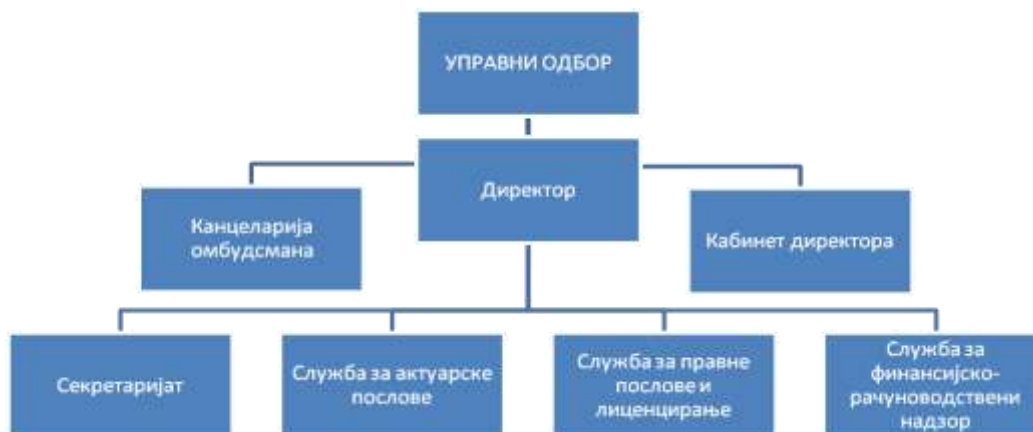 УПРАВНИ ОДБОР
Директор
Канцеларија
омбудсмана
Кабинет директора
Секретаријат
Служба за актуарске
послове
Служба за правне
послове и
лиценцирање
Служба за
финансијско-
рачуноводствени
надзор